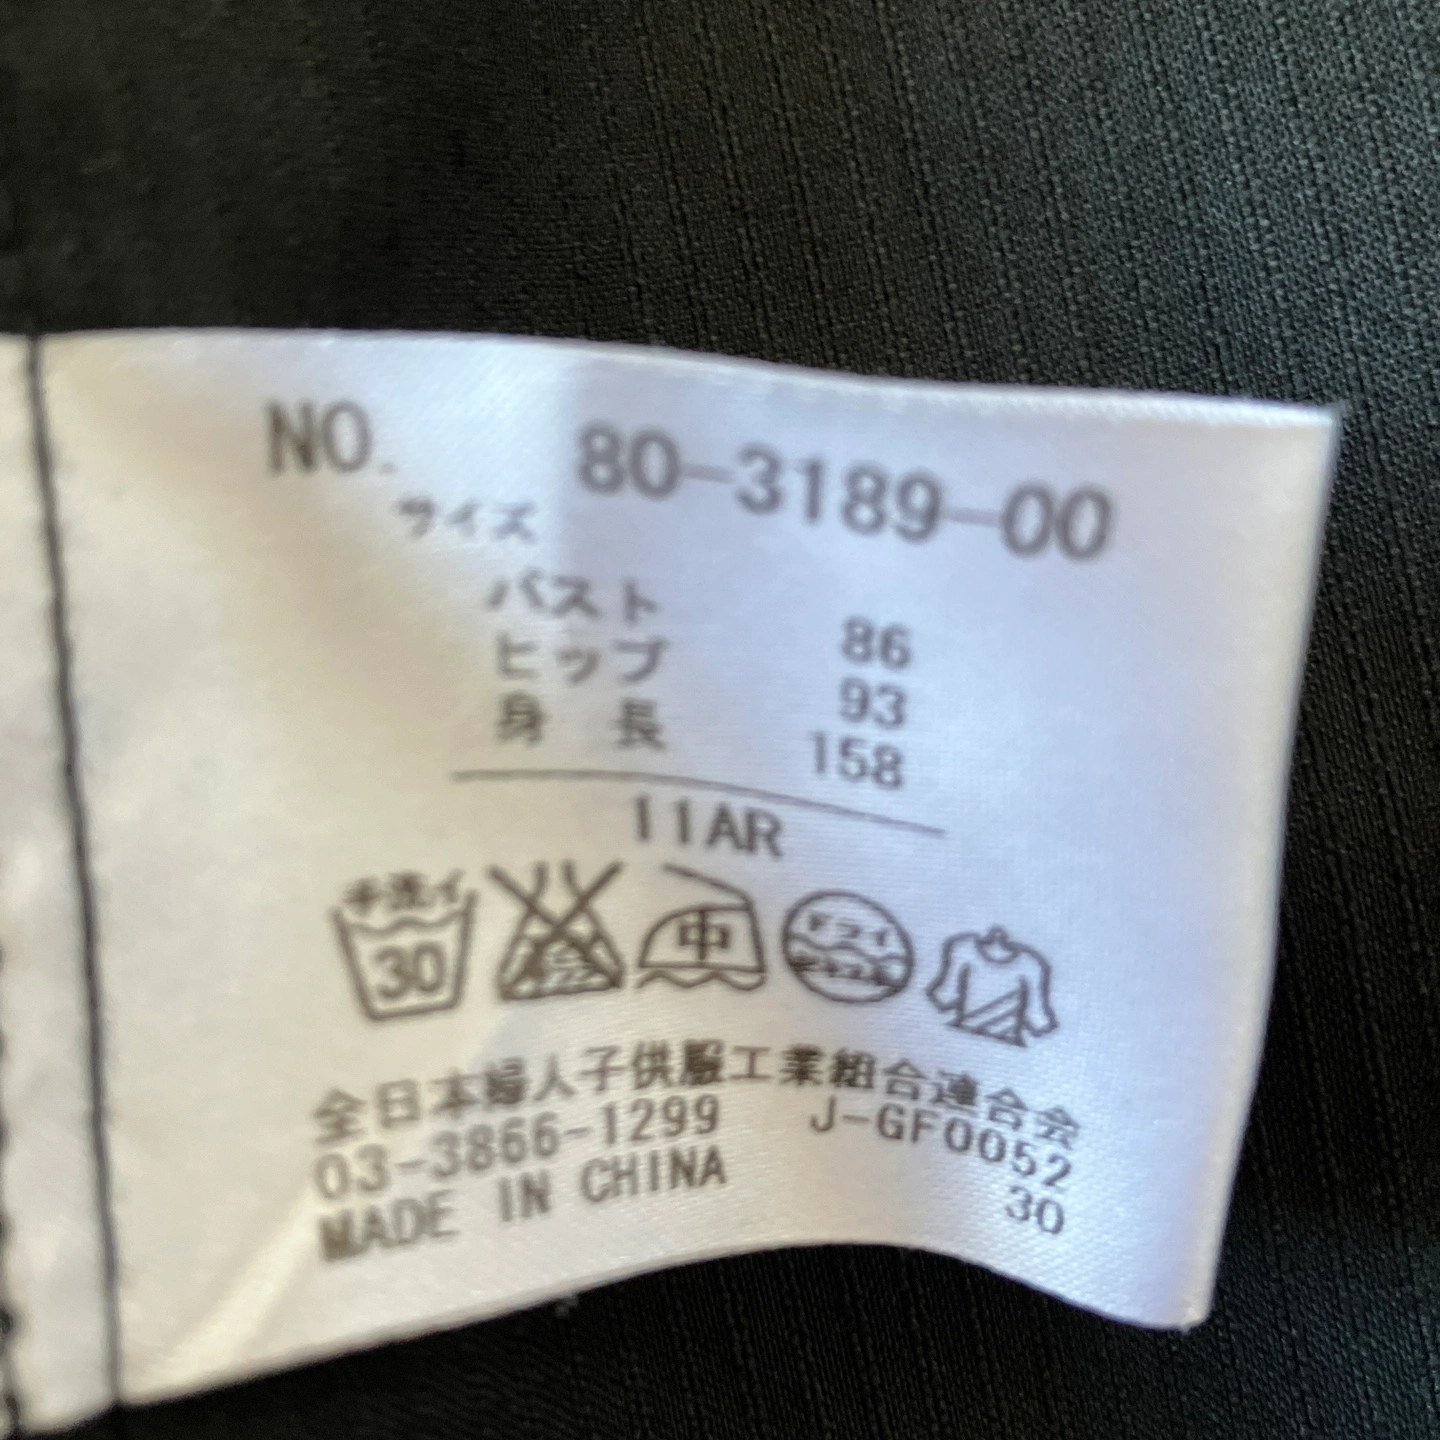 NO. 80-3189-00
サイズ
バスト 86
ヒップ 93
身長 158
11AR
手洗イ
30
中
ドライ
全日本婦人子供服工業組合連合会
03-3866-1299 J-GF0052
MADE IN CHINA 30